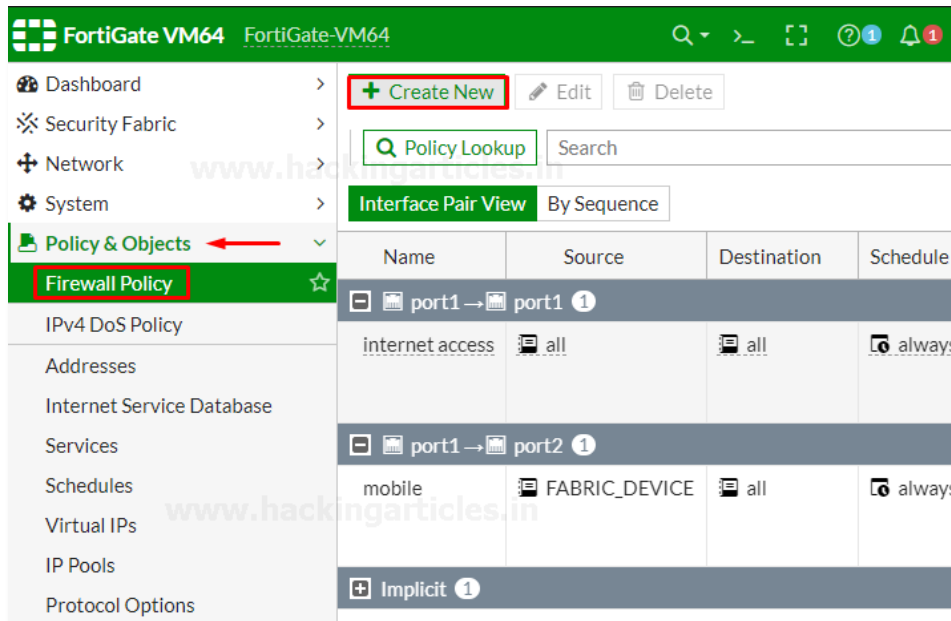 FortiGate VM64 FortiGate-VM64 1 1
Dashboard
Security Fabric
Network
System
Policy & Objects
Firewall Policy
IPv4 DoS Policy
Addresses
Internet Service Database
Services
Schedules
Virtual IPs
IP Pools
Protocol Options
+ Create New Edit Delete
Policy Lookup Search
Interface Pair View By Sequence
Name Source Destination Schedule
port1 → port1 1
internet access all all always
port1 → port2 1
mobile FABRIC_DEVICE all always
Implicit 1
www.hackingarticles.in
www.hackingarticles.in